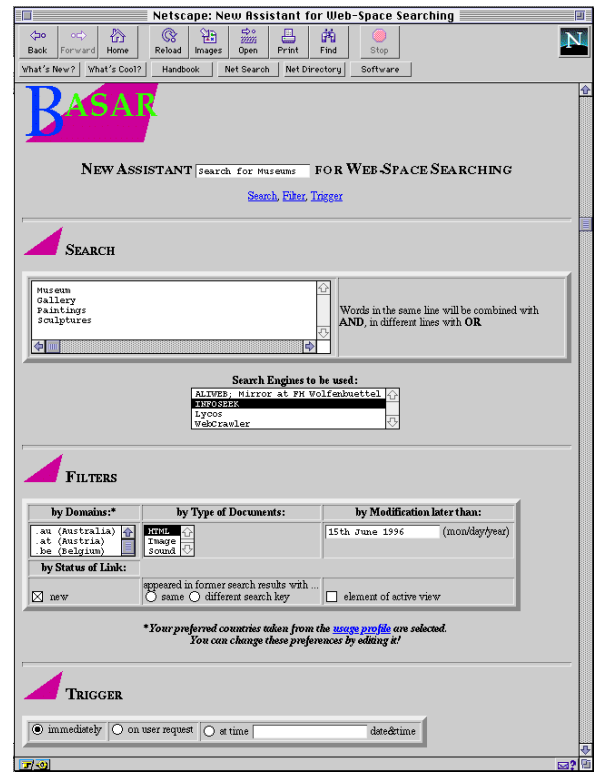 Netscape: New Assistant for Web-Space Searching
Back Forward Home Reload Images Open Print Find Stop
N
What's New? What's Cool? Handbook Net Search Net Directory Software
BASAR
NEW ASSISTANT Search for Museums FOR WEB-SPACE SEARCHING
Search, Filter, Trigger
SEARCH
Museum
Gallery
Paintings
Sculptures
Words in the same line will be combined with
AND, in different lines with OR
Search Engines to be used:
ALIWEB; Mirror at FH Wolfenbuettel
INFOSEEK
Lycos
WebCrawler
FILTERS
by Domains:* by Type of Documents: by Modification later than:
.au (Australia)
.at (Austria)
.be (Belgium)
HTML
Image
Sound
15th June 1996 (mon/day/year)
by Status of Link:
new
appeared in former search results with ...
same different search key
element of active view
*Your preferred countries taken from the usage profile are selected.
You can change these preferences by editing it!
TRIGGER
immediately on user request at time date&time
?